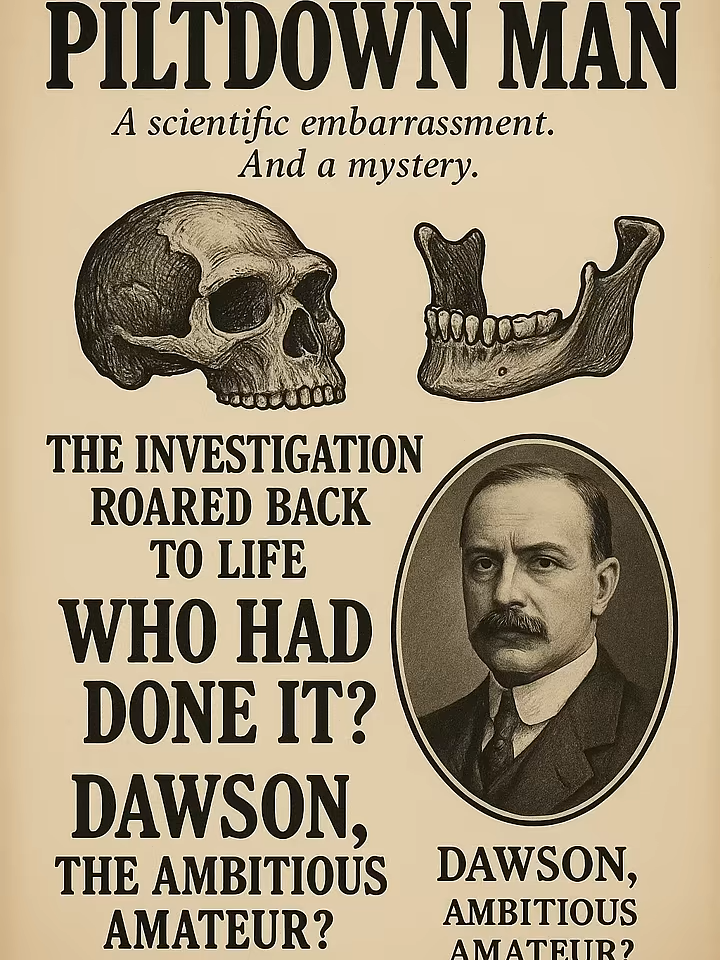 PILTDOWN MAN
A scientific embarrassment.
And a mystery.
THE INVESTIGATION
ROARED BACK
TO LIFE
WHO HAD
DONE IT?
DAWSON,
THE AMBITIOUS
AMATEUR?
DAWSON,
AMBITIOUS
AMATEUR?